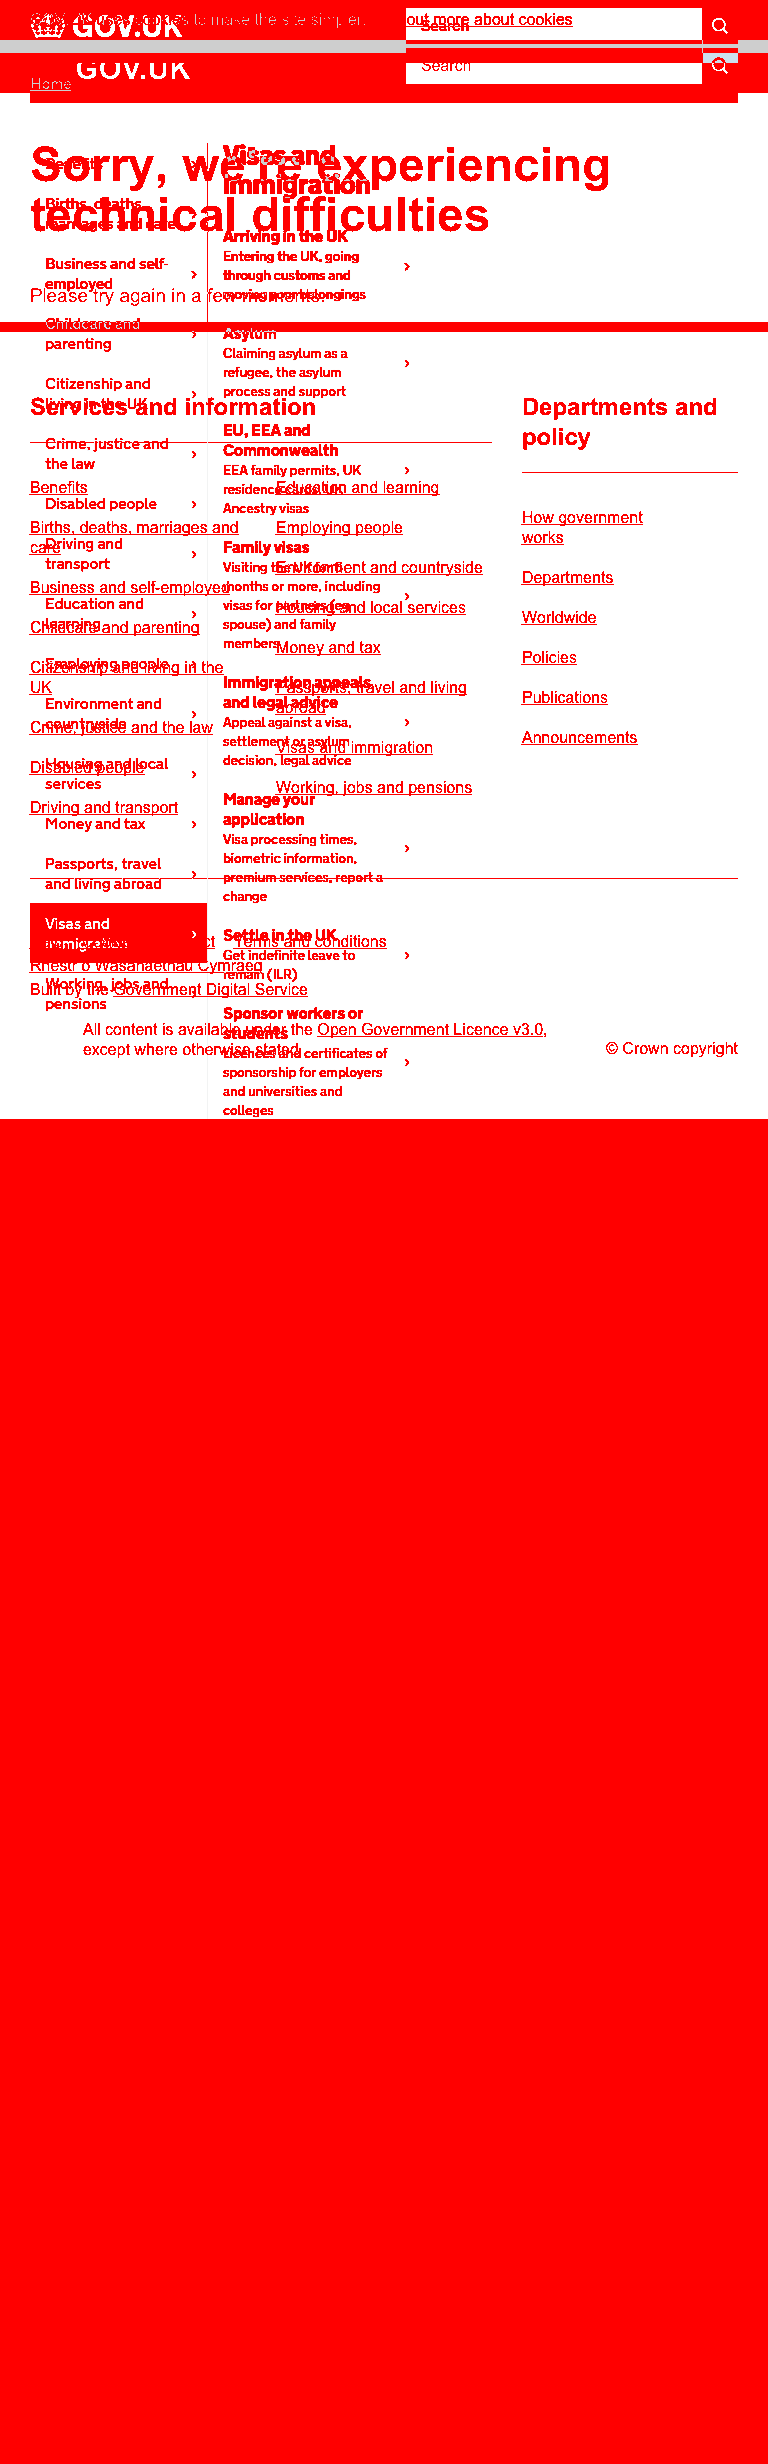 GOV.UK uses cookies to make the site simpler. out more about cookies
GOV.UK
Search
GOV.UK
Search
Home
Sorry, we're experiencing
technical difficulties
Please try again in a few moments.
Benefits
Births, deaths,
marriages and care
Business and self-
employed
Childcare and
parenting
Citizenship and
living in the UK
Crime, justice and
the law
Disabled people
Driving and
transport
Education and
learning
Employing people
Environment and
countryside
Housing and local
services
Money and tax
Passports, travel
and living abroad
Visas and
immigration
Working, jobs and
pensions
Visas and
immigration
Arriving in the UK
Entering the UK, going
through customs and
moving your belongings
Asylum
Claiming asylum as a
refugee, the asylum
process and support
EU, EEA and
Commonwealth
EEA family permits, UK
residence cards, UK
Ancestry visas
Family visas
Visiting the UK for 6
months or more, including
visas for partners (eg
spouse) and family
members
Immigration appeals
and legal advice
Appeal against a visa,
settlement or asylum
decision, legal advice
Manage your
application
Visa processing times,
biometric information,
premium services, report a
change
Settle in the UK
Get indefinite leave to
remain (ILR)
Sponsor workers or
students
Licences and certificates of
sponsorship for employers
and universities and
colleges
Services and information
Benefits
Births, deaths, marriages and
care
Business and self-employed
Childcare and parenting
Citizenship and living in the
UK
Crime, justice and the law
Disabled people
Driving and transport
Education and learning
Employing people
Environment and countryside
Housing and local services
Money and tax
Passports, travel and living
abroad
Visas and immigration
Working, jobs and pensions
Departments and
policy
How government
works
Departments
Worldwide
Policies
Publications
Announcements
Terms and conditions
Rhestr o Wasanaethau Cymraeg
Built by the Government Digital Service
All content is available under the Open Government Licence v3.0,
except where otherwise stated
© Crown copyright